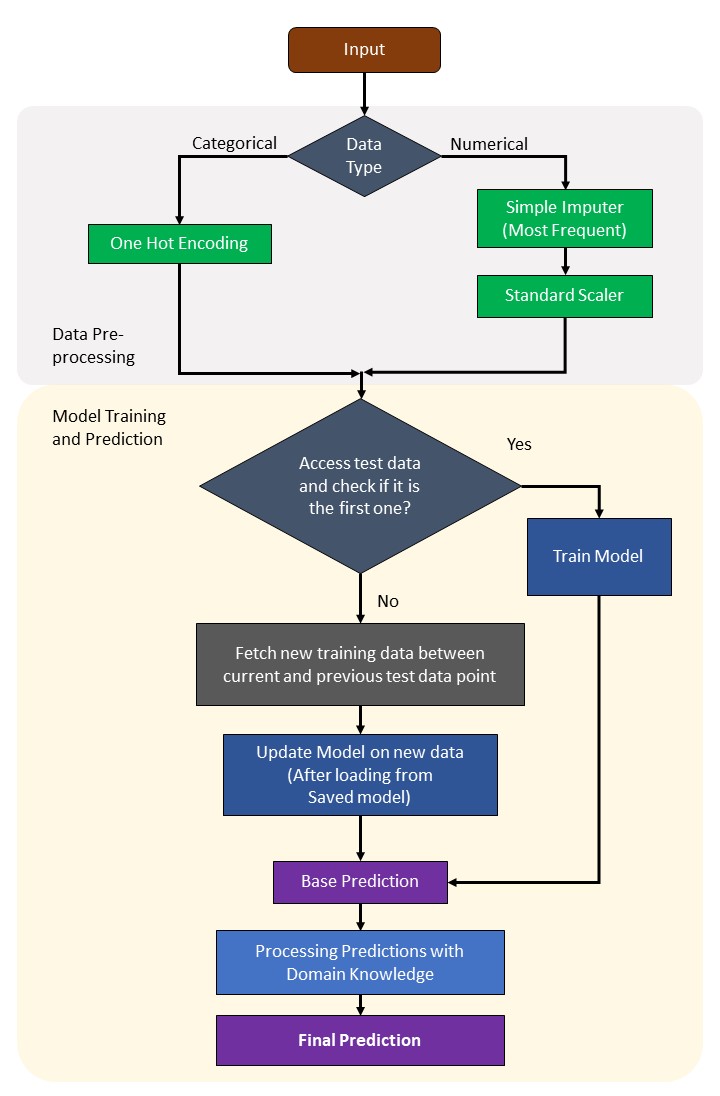 Input
Categorical
Data
Type
Numerical
One Hot Encoding
Simple Imputer
(Most Frequent)
Standard Scaler
Data Pre-
processing
Model Training
and Prediction
Access test data
and check if it is
the first one?
Yes
Train Model
No
Fetch new training data between
current and previous test data point
Update Model on new data
(After loading from
Saved model)
Base Prediction
Processing Predictions with
Domain Knowledge
Final Prediction